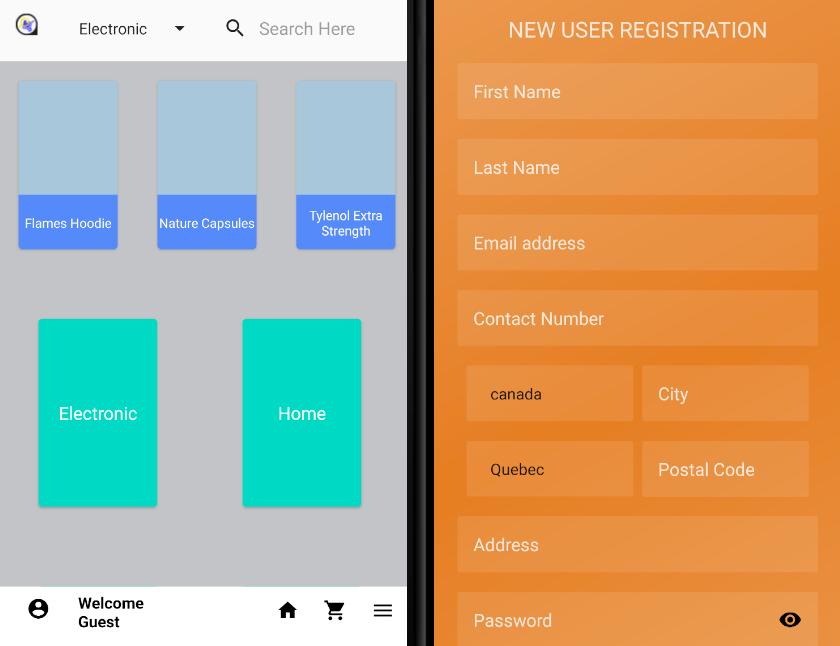 Electronic
Search Here
Flames Hoodie
Nature Capsules
Tylenol Extra
Strength
Electronic
Home
Welcome
Guest
NEW USER REGISTRATION
First Name
Last Name
Email address
Contact Number
canada
City
Quebec
Postal Code
Address
Password